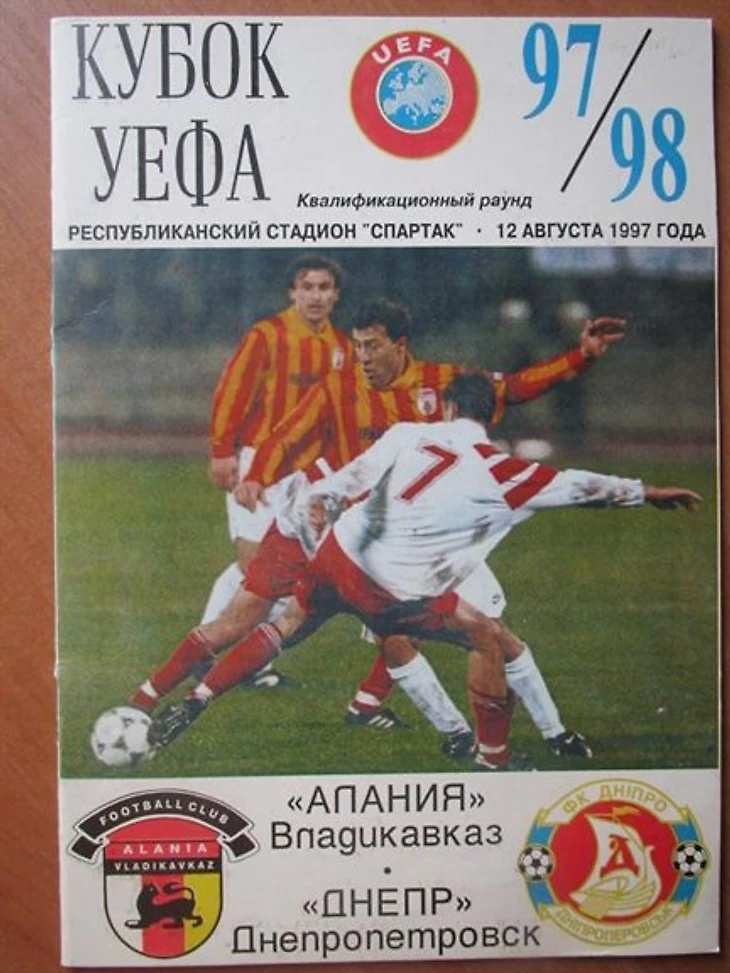 КУБОК
УЕФА
UEFA
97/98
Квалификационный раунд
РЕСПУБЛИКАНСКИЙ СТАДИОН "СПАРТАК" · 12 АВГУСТА 1997 ГОДА
7
«АЛАНИЯ»
Владикавказ
·
«ДНЕПР»
Днепропетровск
FOOTBALL CLUB
ALANIA
VLADIKAVKAZ
ФК ДНІПРО
Д
ДНІПРОПЕРОВСЬК